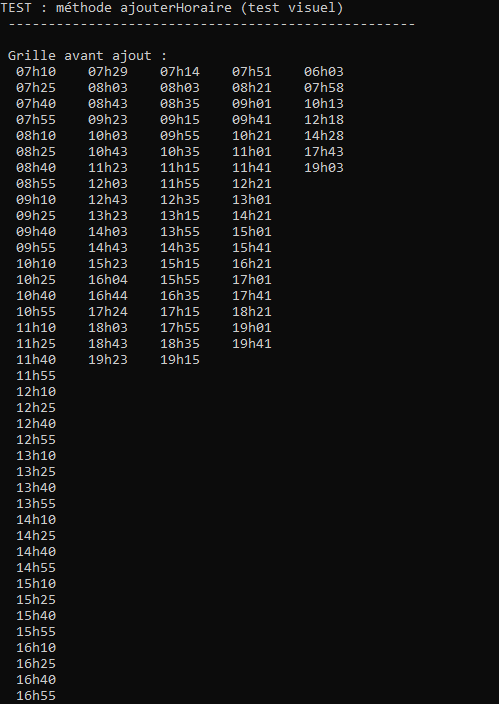 TEST : méthode ajouterHoraire (test visuel)
---------------------------------------------------
Grille avant ajout :
07h10 07h29 07h14 07h51 06h03
07h25 08h03 08h03 08h21 07h58
07h40 08h43 08h35 09h01 10h13
07h55 09h23 09h15 09h41 12h18
08h10 10h03 09h55 10h21 14h28
08h25 10h43 10h35 11h01 17h43
08h40 11h23 11h15 11h41 19h03
08h55 12h03 11h55 12h21
09h10 12h43 12h35 13h01
09h25 13h23 13h15 14h21
09h40 14h03 13h55 15h01
09h55 14h43 14h35 15h41
10h10 15h23 15h15 16h21
10h25 16h04 15h55 17h01
10h40 16h44 16h35 17h41
10h55 17h24 17h15 18h21
11h10 18h03 17h55 19h01
11h25 18h43 18h35 19h41
11h40 19h23 19h15
11h55
12h10
12h25
12h40
12h55
13h10
13h25
13h40
13h55
14h10
14h25
14h40
14h55
15h10
15h25
15h40
15h55
16h10
16h25
16h40
16h55